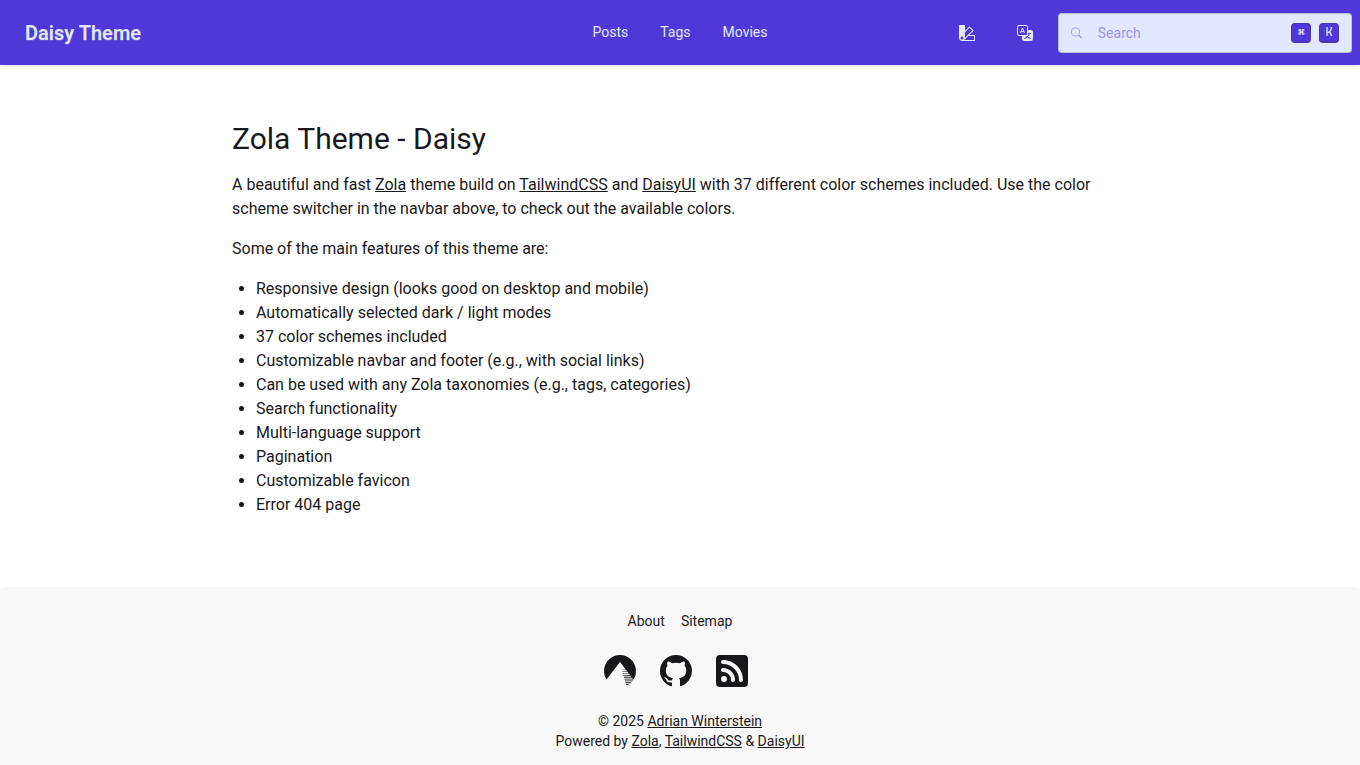 Daisy Theme
Posts Tags Movies
Search ⌘ K
Zola Theme - Daisy
A beautiful and fast Zola theme build on TailwindCSS and DaisyUI with 37 different color schemes included. Use the color
scheme switcher in the navbar above, to check out the available colors.
Some of the main features of this theme are:
• Responsive design (looks good on desktop and mobile)
• Automatically selected dark / light modes
• 37 color schemes included
• Customizable navbar and footer (e.g., with social links)
• Can be used with any Zola taxonomies (e.g., tags, categories)
• Search functionality
• Multi-language support
• Pagination
• Customizable favicon
• Error 404 page
About Sitemap
© 2025 Adrian Winterstein
Powered by Zola, TailwindCSS & DaisyUI